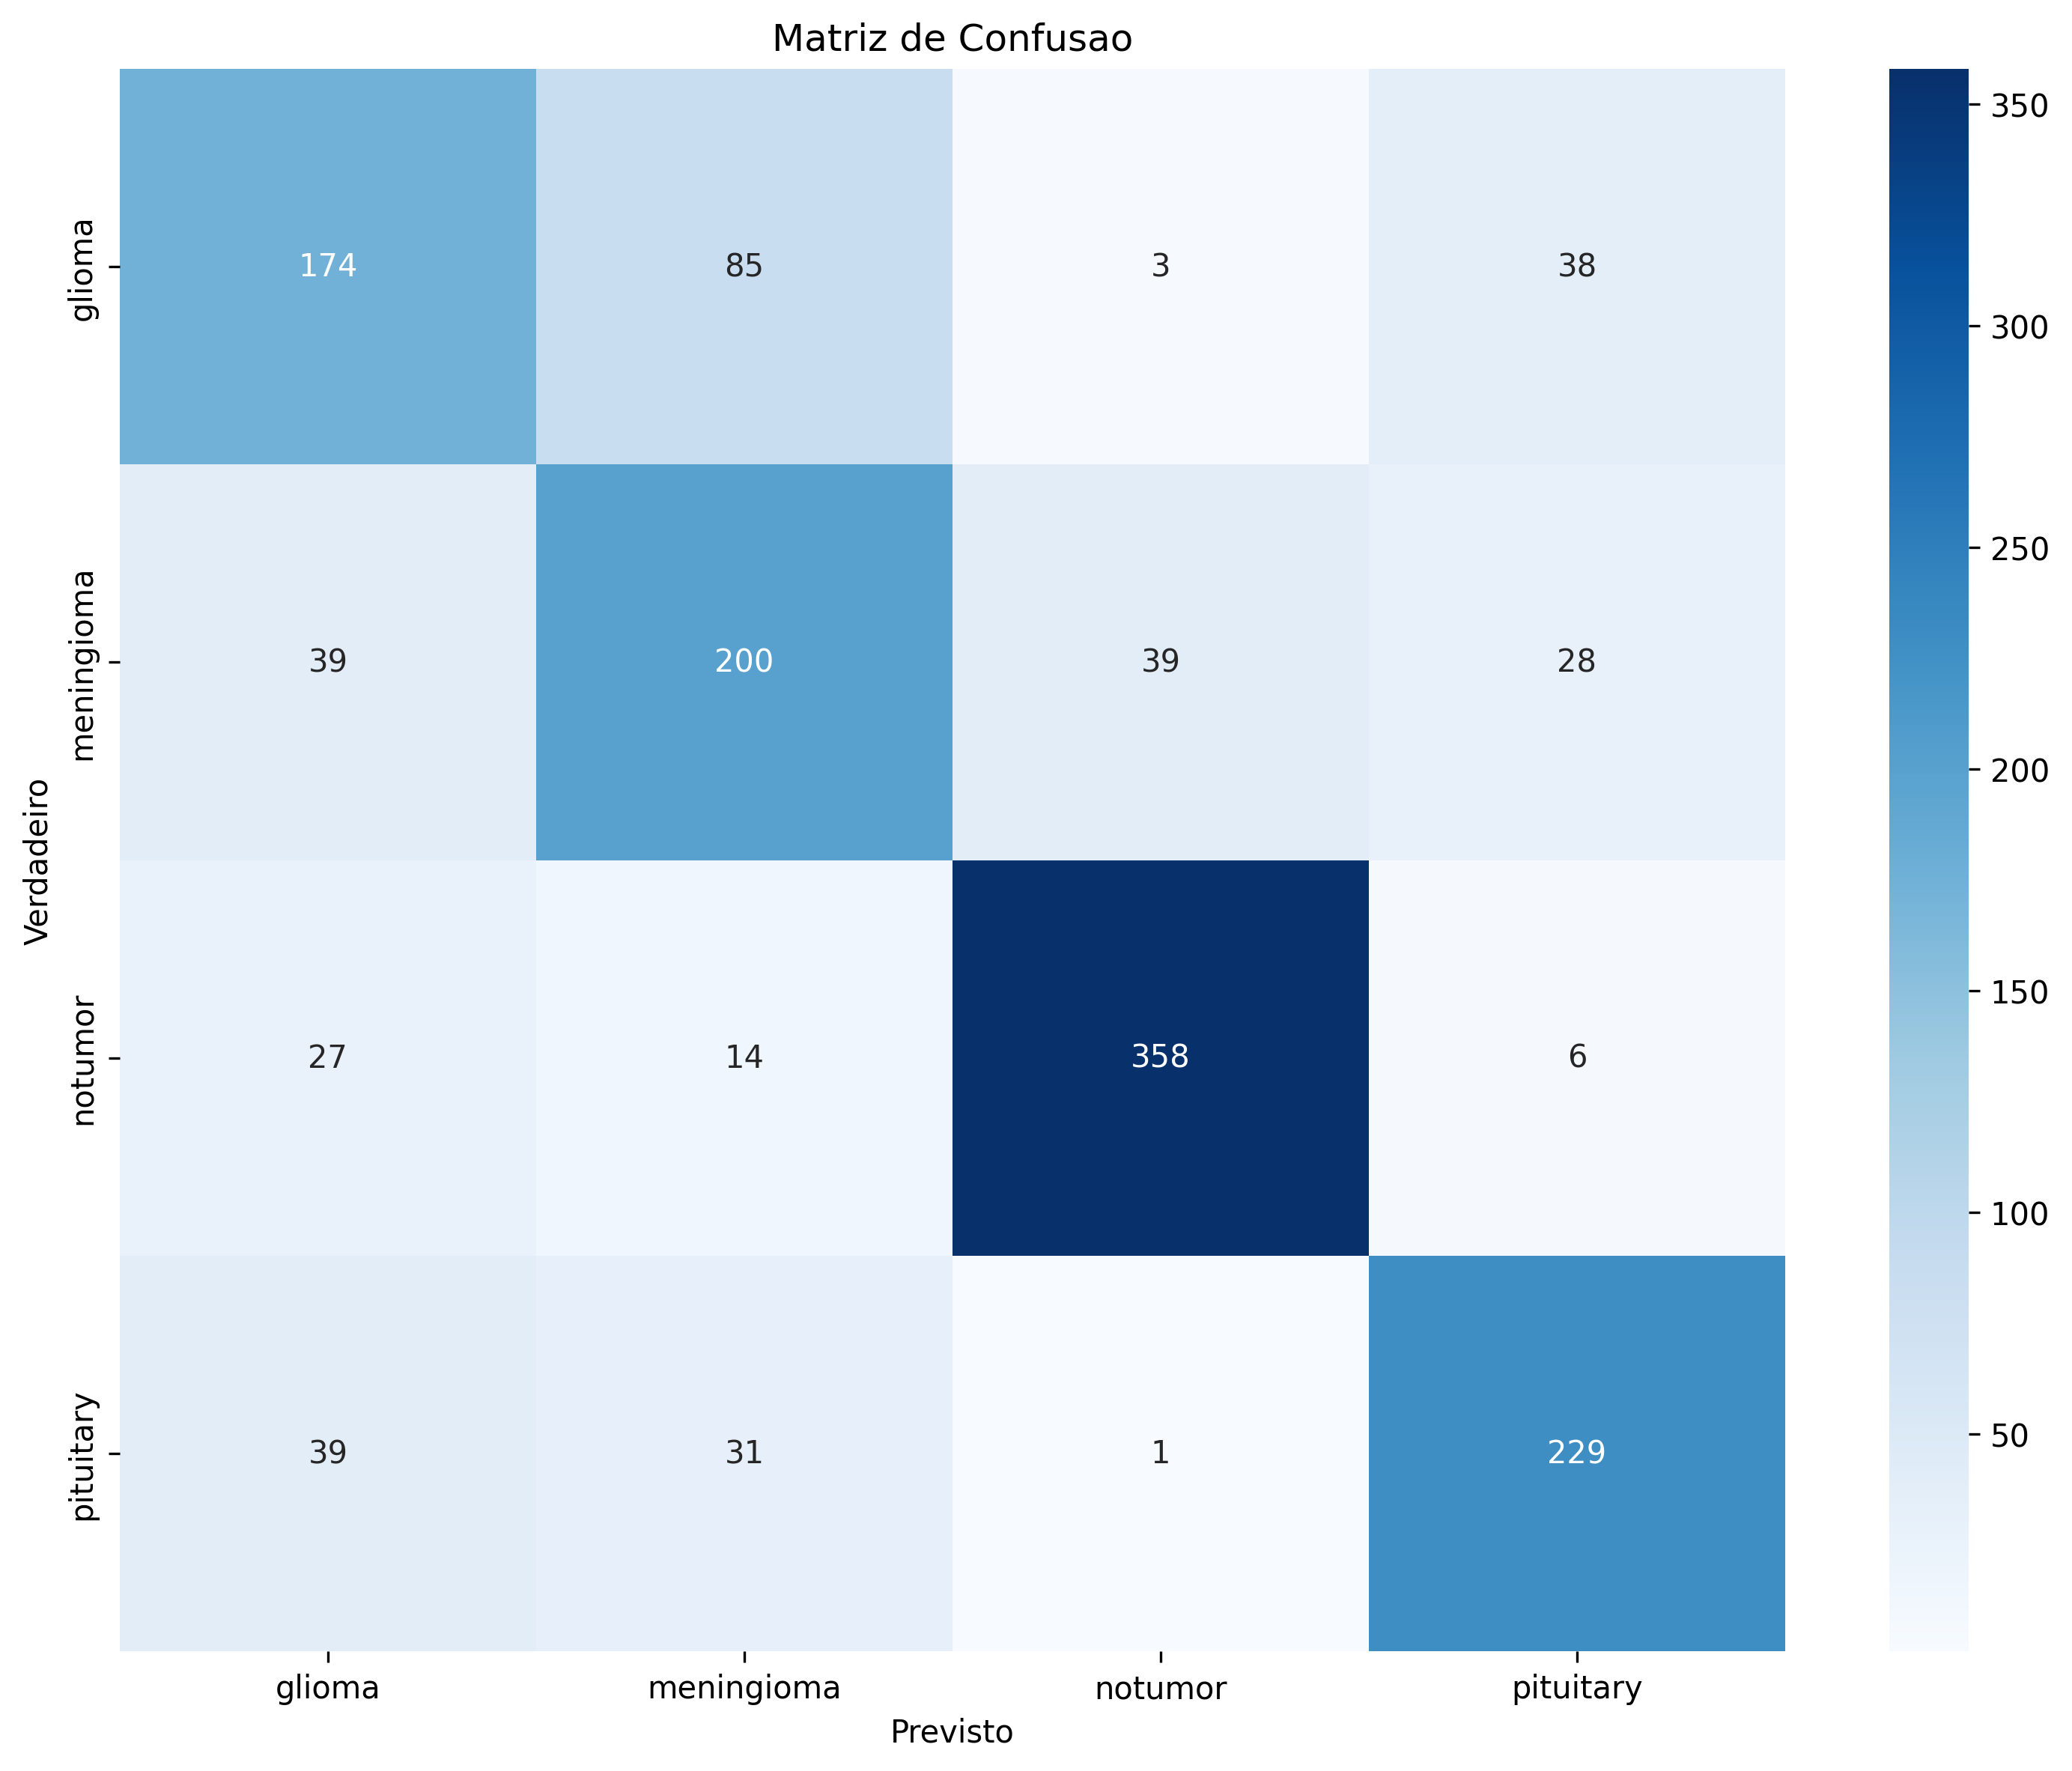 Matriz de Confusao
Verdadeiro
glioma 174 85 3 38
meningioma 39 200 39 28
notumor 27 14 358 6
pituitary 39 31 1 229
glioma meningioma notumor pituitary
Previsto
350
300
250
200
150
100
50